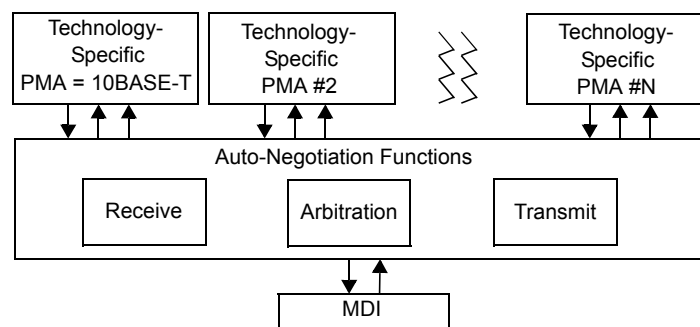 Technology-
Specific
PMA = 10BASE-T
Technology-
Specific
PMA #2
Technology-
Specific
PMA #N
Auto-Negotiation Functions
Receive
Arbitration
Transmit
MDI